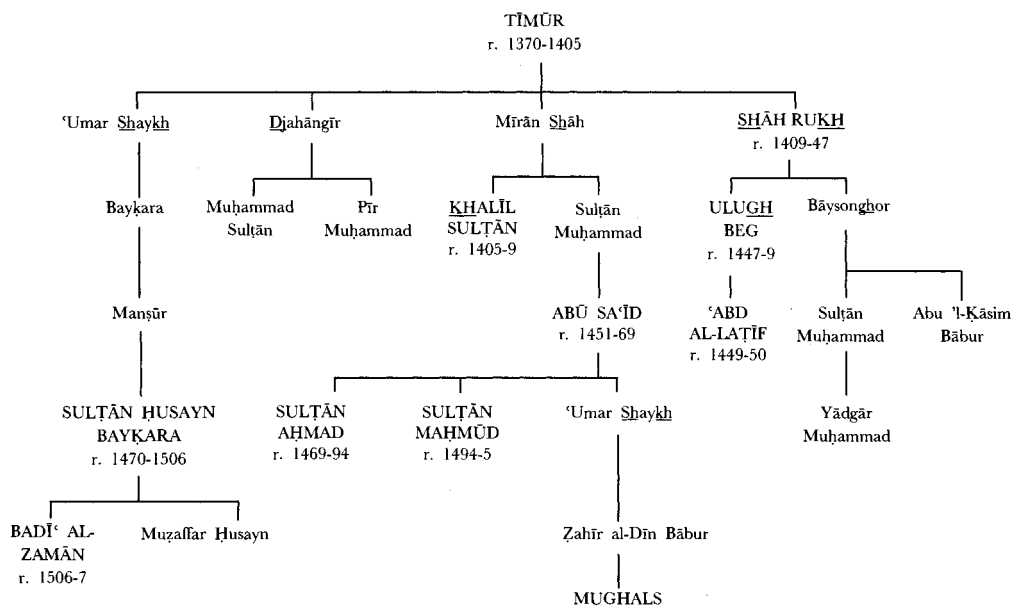 TĪMŪR
r. 1370-1405
ʿUmar Shaykh
Djahāngīr
Mīrān Shāh
SHĀH RUKH
r. 1409-47
Bayḳara
Muḥammad
Sulṭān
Pīr
Muḥammad
KHALĪL
SULṬĀN
r. 1405-9
Sulṭān
Muḥammad
ULUGH
BEG
r. 1447-9
Bāysonghor
Manṣūr
ABŪ SAʿĪD
r. 1451-69
ʿABD
AL-LAṬĪF
r. 1449-50
Sulṭān
Muḥammad
Abu ’l-Ḳāsim
Bābur
SULṬĀN ḤUSAYN
BAYḲARA
r. 1470-1506
SULṬĀN
AḤMAD
r. 1469-94
SULṬĀN
MAḤMŪD
r. 1494-5
ʿUmar Shaykh
Yādgār
Muḥammad
BADĪʿ AL-
ZAMĀN
r. 1506-7
Muẓaffar Ḥusayn
Ẓahīr al-Dīn Bābur
MUGHALS